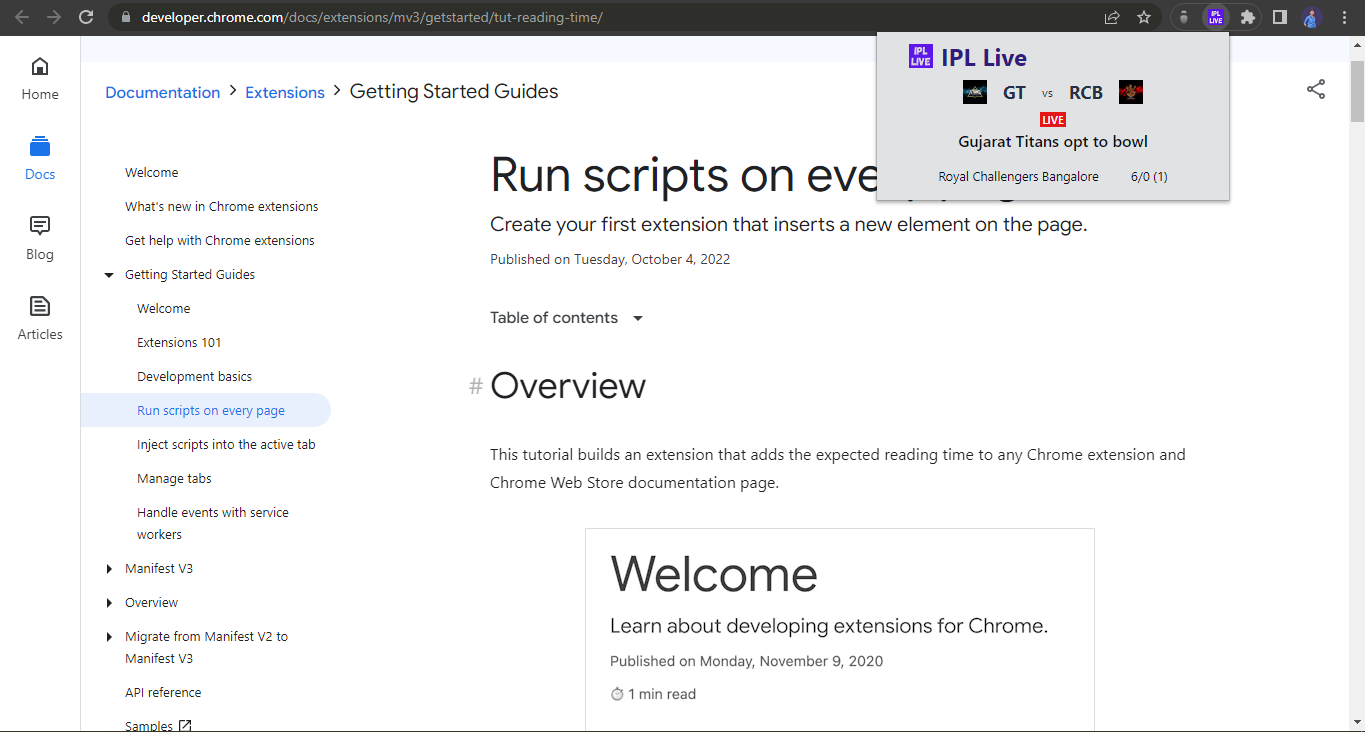 developer.chrome.com/docs/extensions/mv3/getstarted/tut-reading-time/
IPL LIVE
IPL LIVE
IPL Live
GT vs RCB
LIVE
Gujarat Titans opt to bowl
Royal Challengers Bangalore 6/0 (1)
Home
Docs
Blog
Articles
Documentation > Extensions > Getting Started Guides
Welcome
What's new in Chrome extensions
Get help with Chrome extensions
Getting Started Guides
Welcome
Extensions 101
Development basics
Run scripts on every page
Inject scripts into the active tab
Manage tabs
Handle events with service
workers
Manifest V3
Overview
Migrate from Manifest V2 to
Manifest V3
API reference
Samples
Run scripts on eve
Create your first extension that inserts a new element on the page.
Published on Tuesday, October 4, 2022
Table of contents
# Overview
This tutorial builds an extension that adds the expected reading time to any Chrome extension and
Chrome Web Store documentation page.
Welcome
Learn about developing extensions for Chrome.
Published on Monday, November 9, 2020
⏱ 1 min read